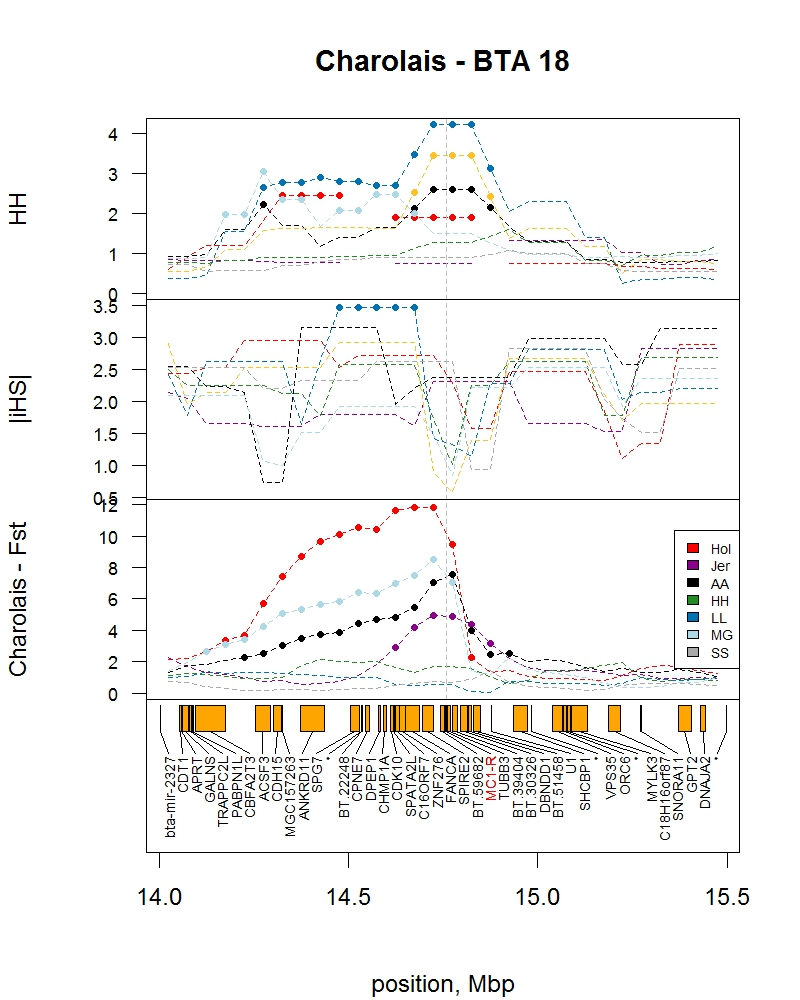 Charolais - BTA 18
HH
4
3
2
1
0
|iHS|
3.5
3.0
2.5
2.0
1.5
1.0
0.5
Charolais - Fst
12
10
8
6
4
2
0
Hol
Jer
AA
HH
LL
MG
SS
bta-mir-2327
CDT1
APRT
GALNS
TRAPPC2L
PABPN1L
CBFA2T3
ACSF3
CDH15
MGC157263
ANKRD11
SPG7
*
BT.22248
CPNE7
DPEP1
CHMP1A
CDK10
SPATA2L
C16ORF7
ZNF276
FANCA
SPIRE2
BT.59682
MC1-R
TUBB3
BT.39404
BT.30320
DBNDD1
BT.51458
U1
SHCBP1
*
VPS35
ORC6
*
MYLK3
C18H16orf87
SNORA11
GPT2
DNAJA2
*
14.0 14.5 15.0 15.5
position, Mbp